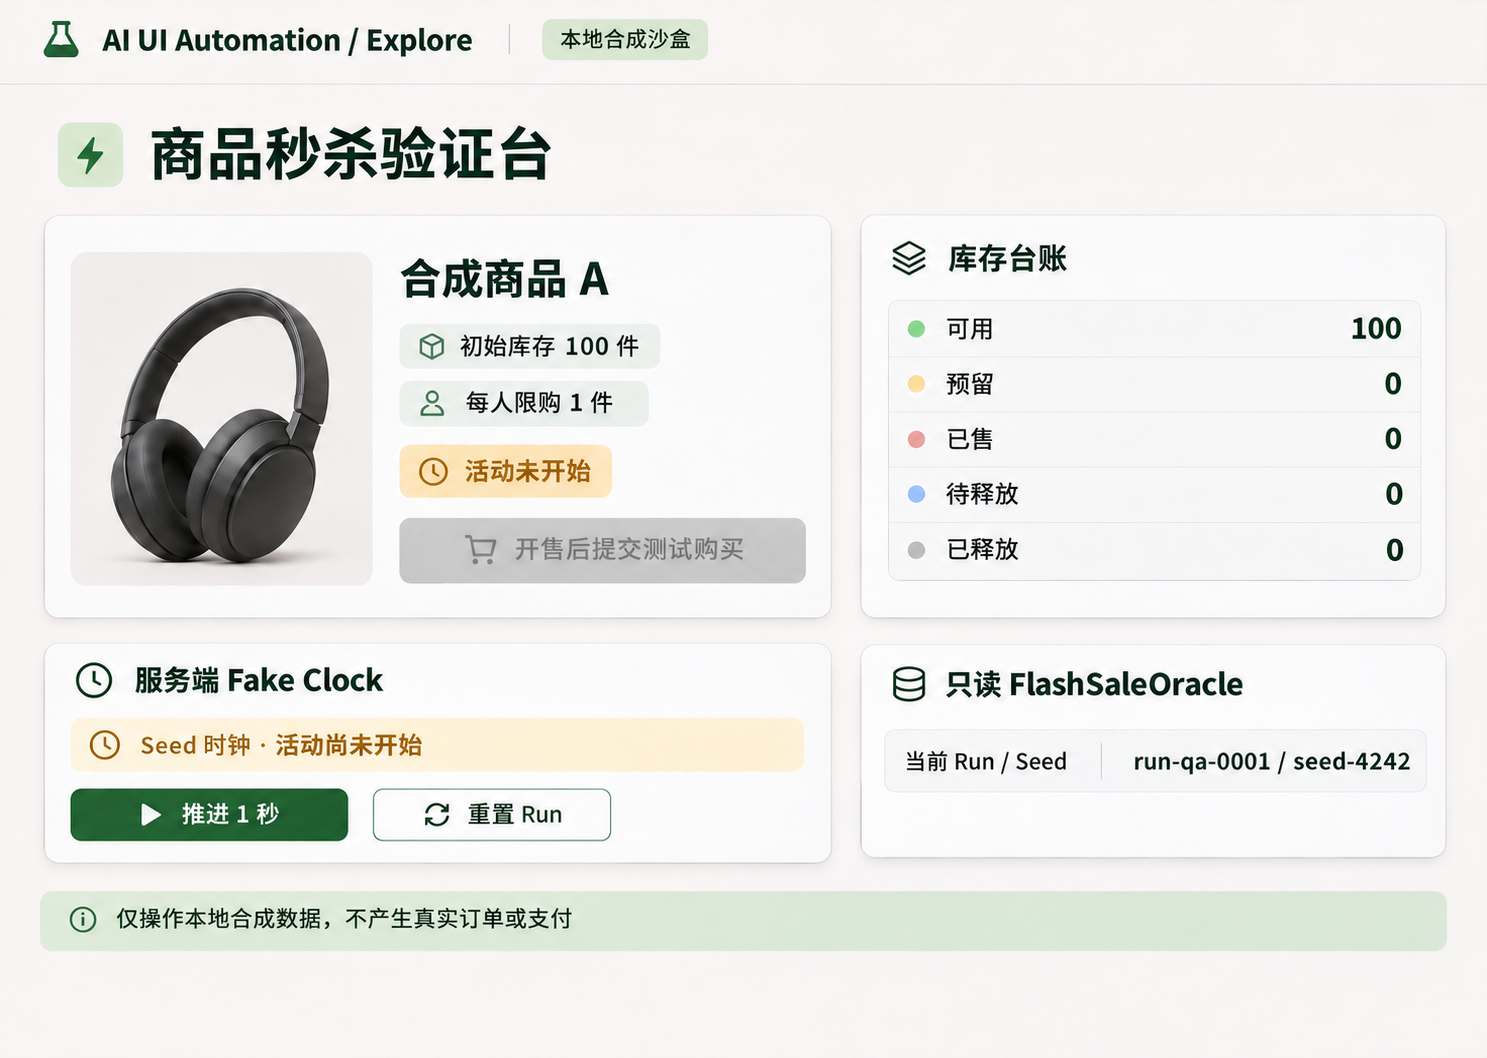 AI UI Automation / Explore
本地合成沙盒
商品秒杀验证台
合成商品 A
初始库存 100 件
每人限购 1 件
活动未开始
开售后提交测试购买
库存台账
可用 100
预留 0
已售 0
待释放 0
已释放 0
服务端 Fake Clock
Seed 时钟 · 活动尚未开始
推进 1 秒
重置 Run
只读 FlashSaleOracle
当前 Run / Seed
run-qa-0001 / seed-4242
仅操作本地合成数据，不产生真实订单或支付